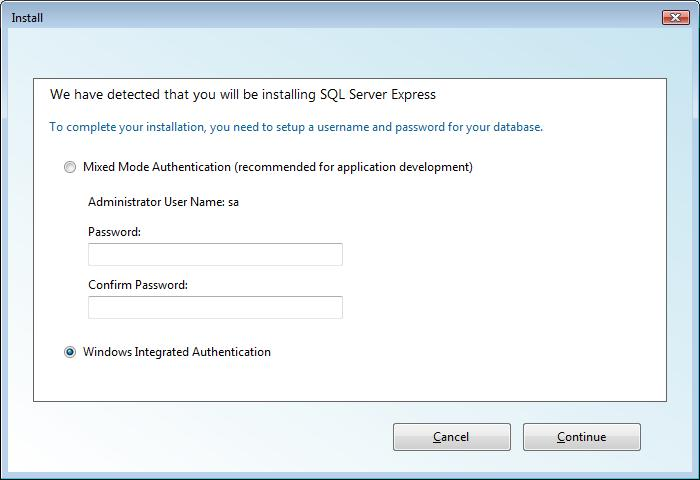 Install
We have detected that you will be installing SQL Server Express
To complete your installation, you need to setup a username and password for your database.
Mixed Mode Authentication (recommended for application development)
Administrator User Name: sa
Password:
Confirm Password:
Windows Integrated Authentication
Cancel
Continue